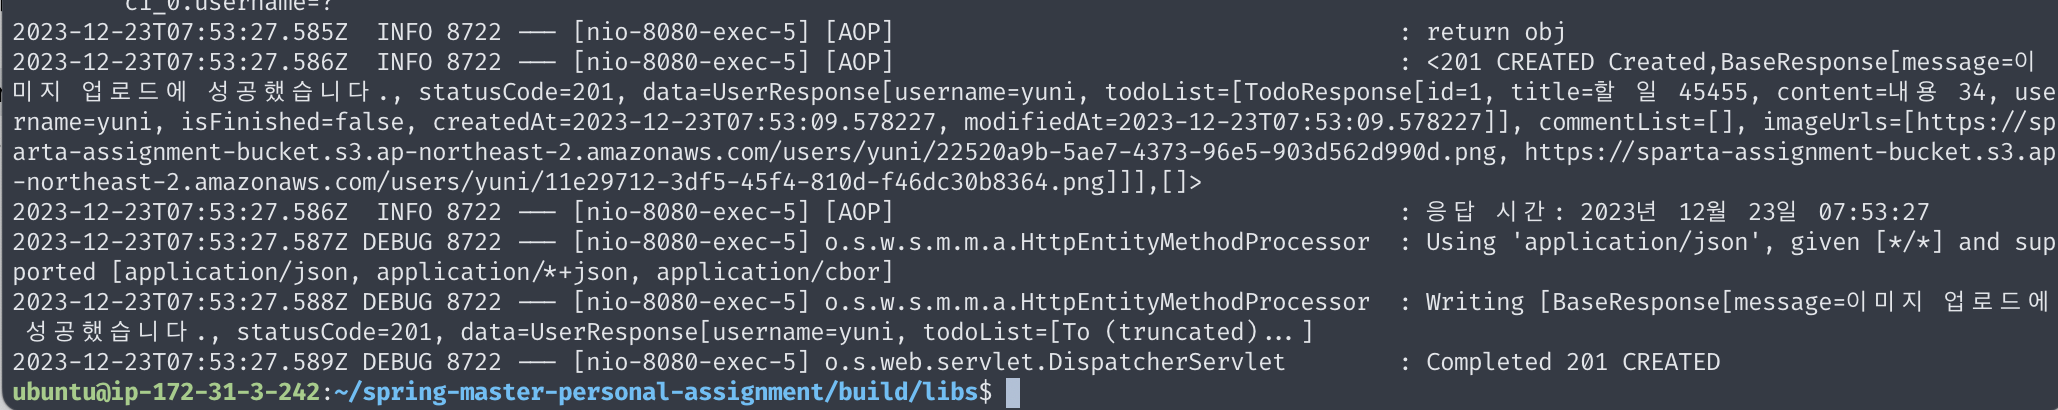 c1_0.username=?
2023-12-23T07:53:27.585Z  INFO 8722 --- [nio-8080-exec-5] [AOP]                                    : return obj
2023-12-23T07:53:27.586Z  INFO 8722 --- [nio-8080-exec-5] [AOP]                                    : <201 CREATED Created,BaseResponse[message=이
미지 업로드에 성공했습니다., statusCode=201, data=UserResponse[username=yuni, todoList=[TodoResponse[id=1, title=할 일 45455, content=내용 34, use
rname=yuni, isFinished=false, createdAt=2023-12-23T07:53:09.578227, modifiedAt=2023-12-23T07:53:09.578227]], commentList=[], imageUrls=[https://sp
arta-assignment-bucket.s3.ap-northeast-2.amazonaws.com/users/yuni/22520a9b-5ae7-4373-96e5-903d562d990d.png, https://sparta-assignment-bucket.s3.ap
-northeast-2.amazonaws.com/users/yuni/11e29712-3df5-45f4-810d-f46dc30b8364.png]]],[]>
2023-12-23T07:53:27.586Z  INFO 8722 --- [nio-8080-exec-5] [AOP]                                    : 응답 시간: 2023년 12월 23일 07:53:27
2023-12-23T07:53:27.587Z DEBUG 8722 --- [nio-8080-exec-5] o.s.w.s.m.m.a.HttpEntityMethodProcessor  : Using 'application/json', given [*/*] and sup
ported [application/json, application/*+json, application/cbor]
2023-12-23T07:53:27.588Z DEBUG 8722 --- [nio-8080-exec-5] o.s.w.s.m.m.a.HttpEntityMethodProcessor  : Writing [BaseResponse[message=이미지 업로드에
성공했습니다., statusCode=201, data=UserResponse[username=yuni, todoList=[To (truncated)...]
2023-12-23T07:53:27.589Z DEBUG 8722 --- [nio-8080-exec-5] o.s.web.servlet.DispatcherServlet        : Completed 201 CREATED
ubuntu@ip-172-31-3-242:~/spring-master-personal-assignment/build/libs$